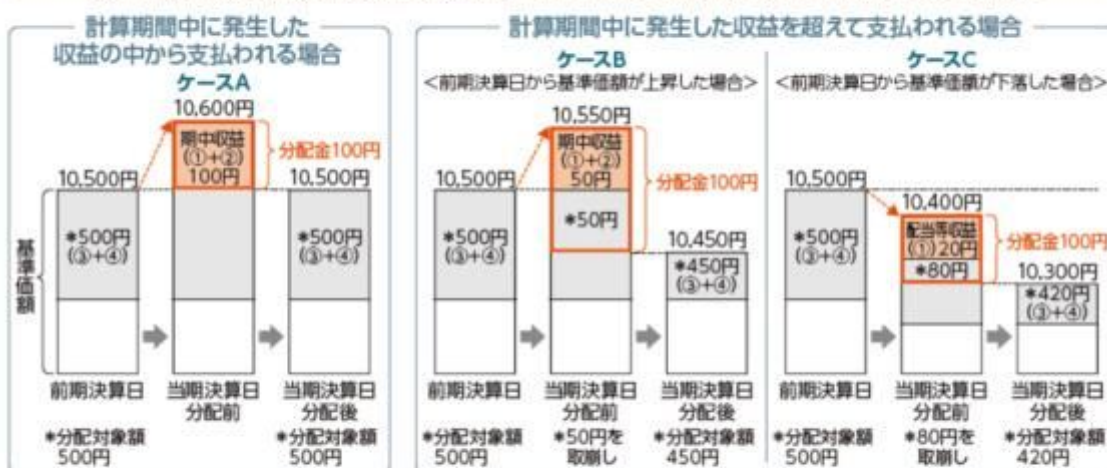 計算期間中に発生した
収益の中から支払われる場合
ケースA
10,600円
期中収益
(①+②)
100円
分配金100円
10,500円
10,500円
*500円
(③+④)
*500円
(③+④)
基準価額
前期決算日
当期決算日
分配前
当期決算日
分配後
*分配対象額
500円
*分配対象額
500円
計算期間中に発生した収益を超えて支払われる場合
ケースB
<前期決算日から基準価額が上昇した場合>
10,550円
期中収益
(①+②)
50円
分配金100円
10,500円
*500円
(③+④)
*50円
10,450円
*450円
(③+④)
前期決算日
当期決算日
分配前
当期決算日
分配後
*分配対象額
500円
*50円を
取崩し
*分配対象額
450円
ケースC
<前期決算日から基準価額が下落した場合>
10,500円
*500円
(③+④)
10,400円
配当等収益
(①)20円
*80円
分配金100円
10,300円
*420円
(③+④)
前期決算日
当期決算日
分配前
当期決算日
分配後
*分配対象額
500円
*80円を
取崩し
*分配対象額
420円